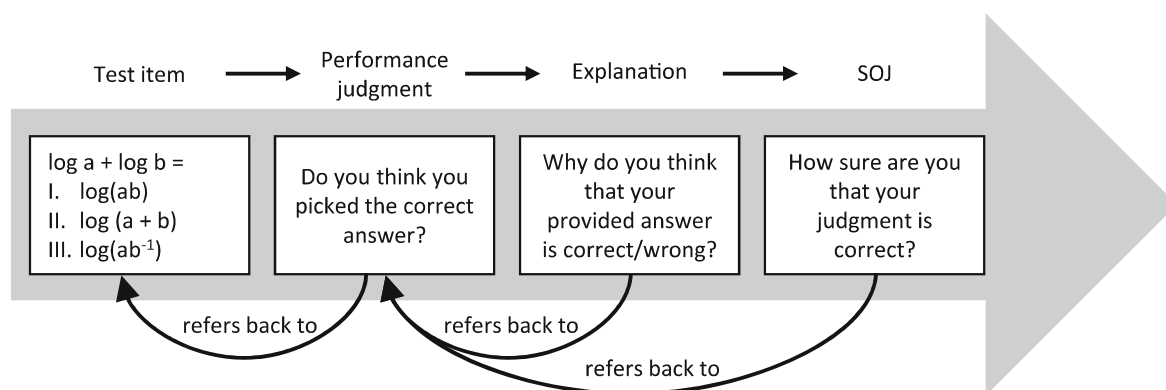 Test item
Performance
judgment
Explanation
SOJ
log a + log b =
I. log(ab)
II. log (a + b)
III. log(ab⁻¹)
Do you think you
picked the correct
answer?
Why do you think
that your
provided answer
is correct/wrong?
How sure are you
that your
judgment is
correct?
refers back to
refers back to
refers back to